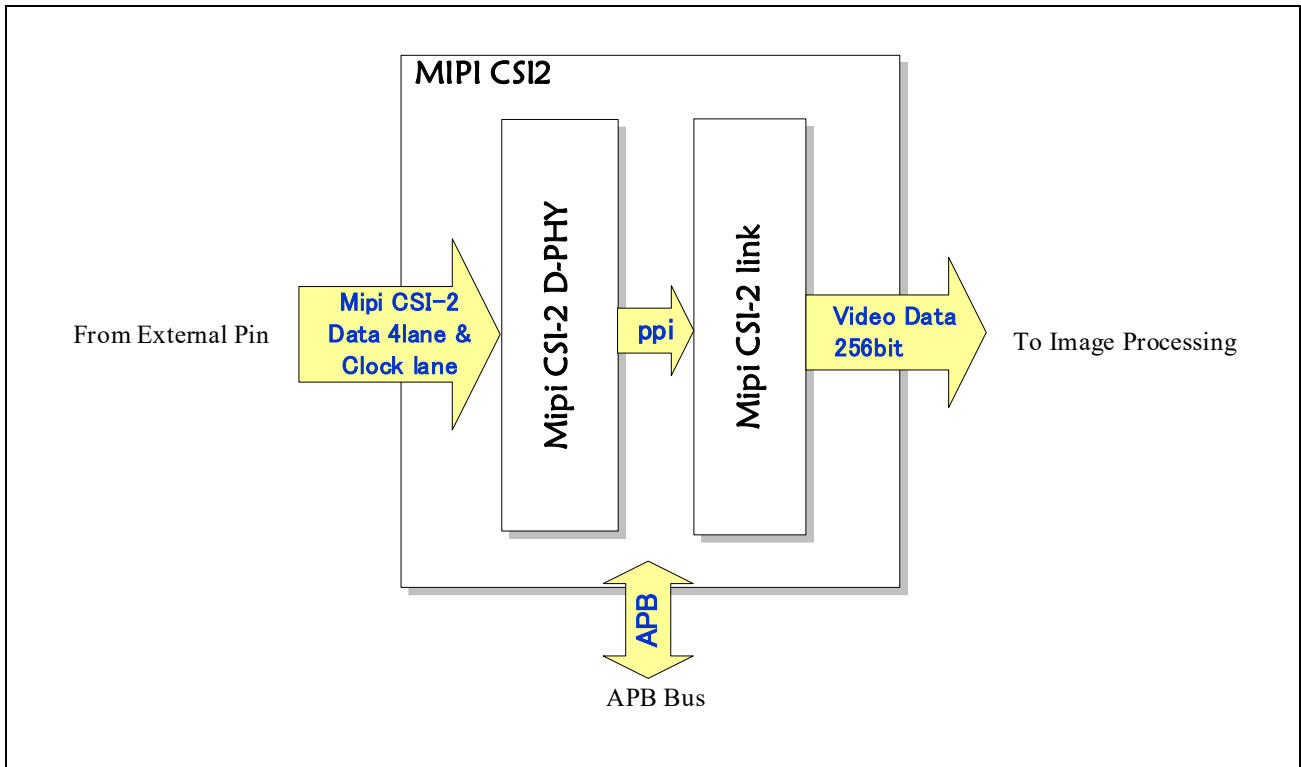 MIPI CSI2
From External Pin
Mipi CSI-2
Data 4lane &
Clock lane
Mipi CSI-2 D-PHY
ppi
Mipi CSI-2 link
Video Data
256bit
To Image Processing
APB
APB Bus